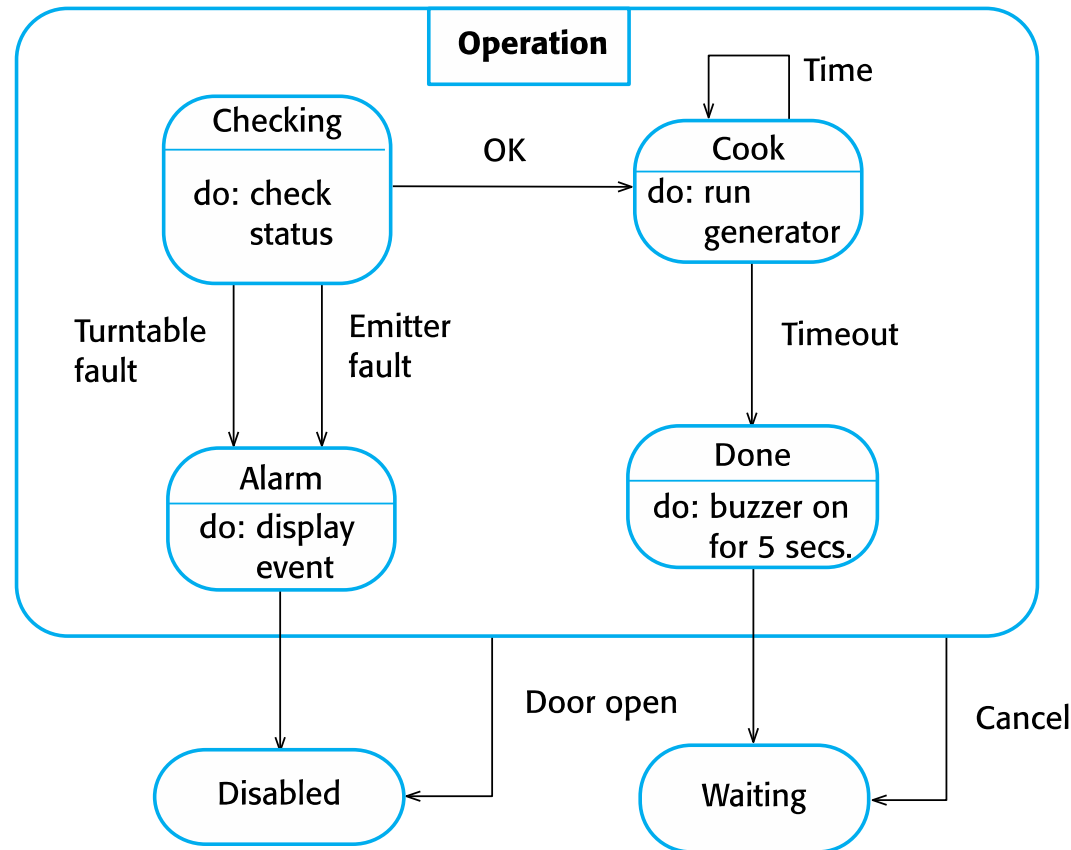 Operation
Time
Checking
do: check
status
OK
Cook
do: run
generator
Turntable
fault
Emitter
fault
Timeout
Alarm
do: display
event
Done
do: buzzer on
for 5 secs.
Door open
Cancel
Disabled
Waiting